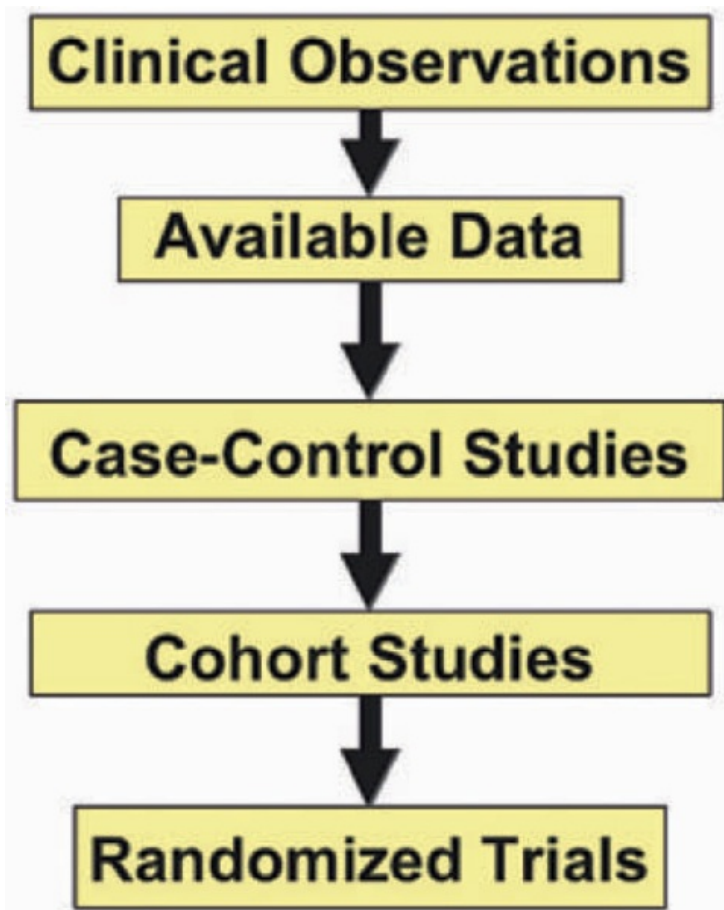 Clinical Observations
Available Data
Case-Control Studies
Cohort Studies
Randomized Trials